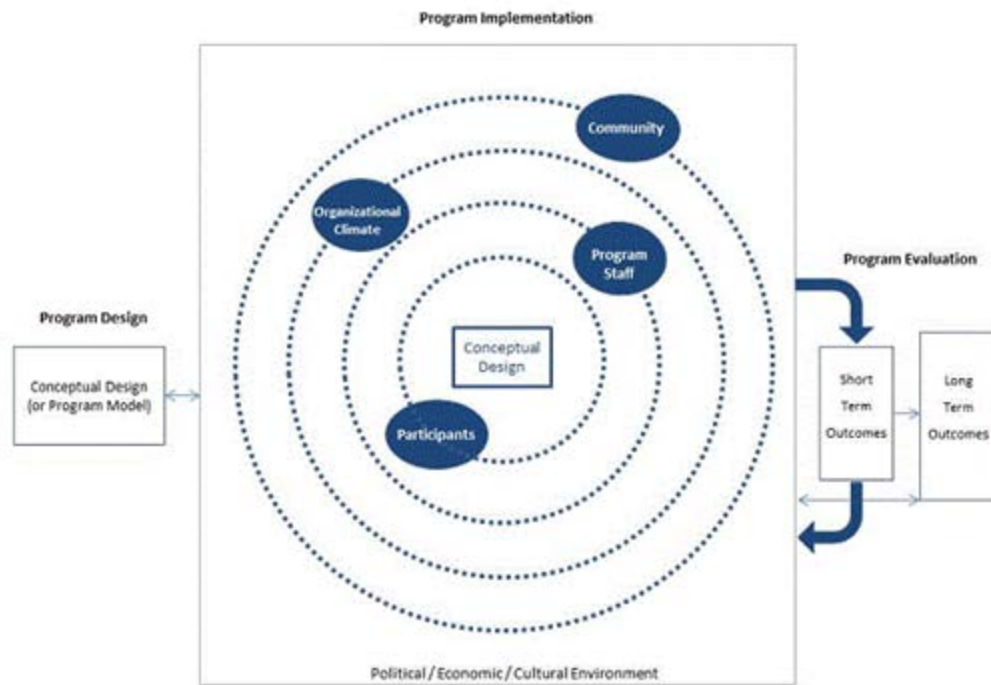 Program Implementation
Community
Organizational
Climate
Program
Staff
Program Evaluation
Program Design
Conceptual Design
(or Program Model)
Conceptual
Design
Participants
Short
Term
Outcomes
Long
Term
Outcomes
Political / Economic / Cultural Environment